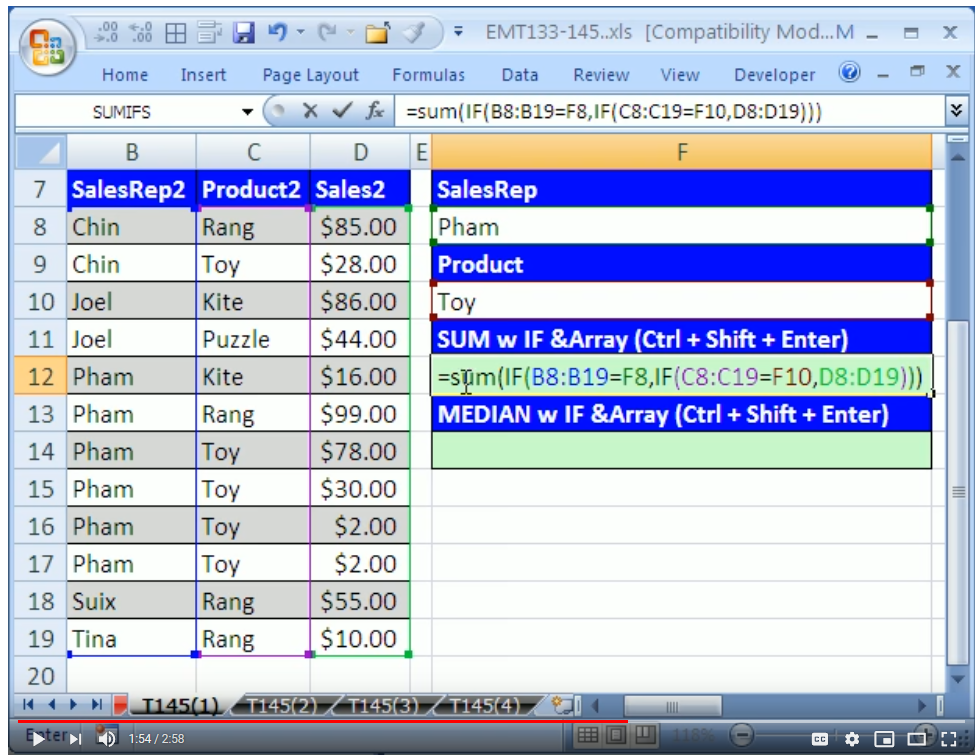 EMT133-145..xls [Compatibility Mod...M
Home Insert Page Layout Formulas Data Review View Developer
SUMIFS fx =sum(IF(B8:B19=F8,IF(C8:C19=F10,D8:D19)))
B C D E F
7 SalesRep2 Product2 Sales2 SalesRep
8 Chin Rang $85.00 Pham
9 Chin Toy $28.00 Product
10 Joel Kite $86.00 Toy
11 Joel Puzzle $44.00 SUM w IF &Array (Ctrl + Shift + Enter)
12 Pham Kite $16.00 =sum(IF(B8:B19=F8,IF(C8:C19=F10,D8:D19)))
13 Pham Rang $99.00 MEDIAN w IF &Array (Ctrl + Shift + Enter)
14 Pham Toy $78.00
15 Pham Toy $30.00
16 Pham Toy $2.00
17 Pham Toy $2.00
18 Suix Rang $55.00
19 Tina Rang $10.00
20
T145(1) T145(2) T145(3) T145(4)
Enter 1:54 / 2:58 118% CC